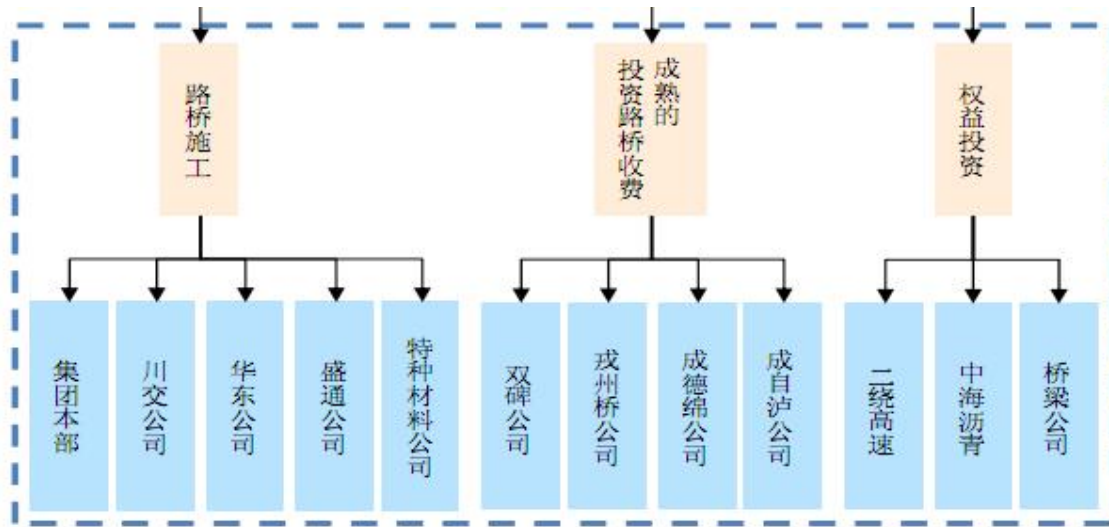 路桥施工
成熟的
投资路桥收费
权益投资
集团本部
川交公司
华东公司
盛通公司
特种材料公司
双碑公司
戎州桥公司
成德绵公司
成自泸公司
二绕高速
中海沥青
桥梁公司